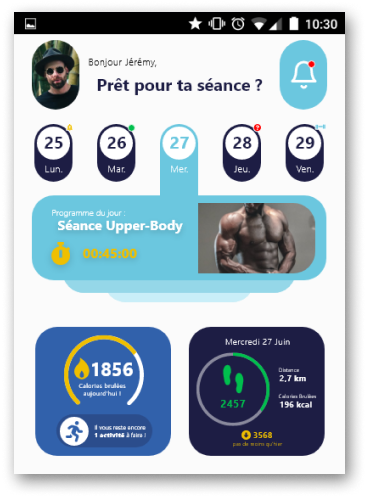 10:30
Bonjour Jérémy,
Prêt pour ta séance ?
25 26 27 28 29
Lun. Mar. Mer. Jeu. Ven.
Programme du jour :
Séance Upper-Body
00:45:00
1856
Calories brulées
aujourd'hui !
Il vous reste encore
1 activité à faire !
Mercredi 27 Juin
2457
Distance
2,7 km
Calories Brulées
196 kcal
3568
pas de moins qu'hier